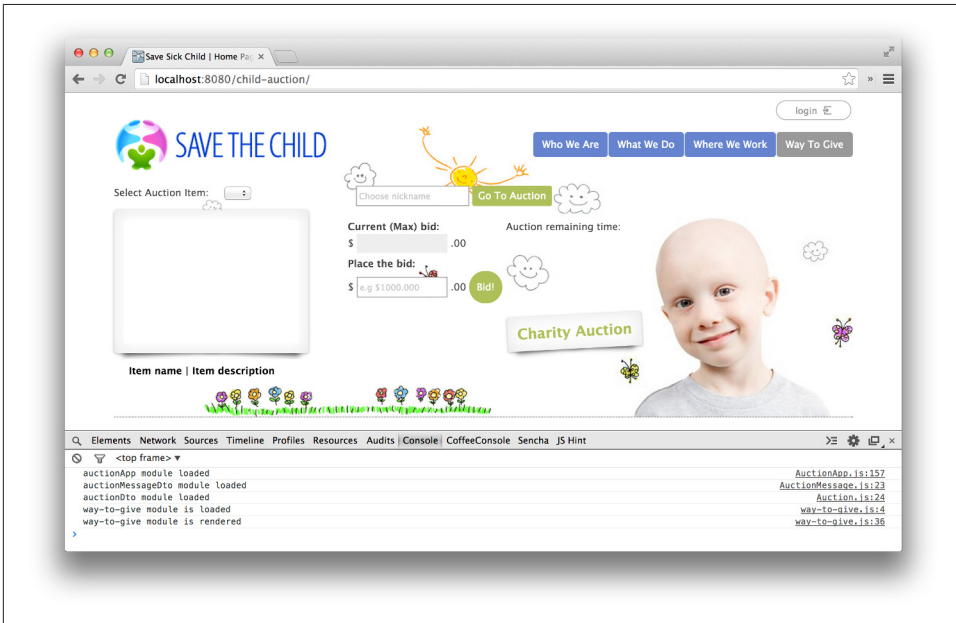 Save Sick Child | Home Pag
localhost:8080/child-auction/
login
SAVE THE CHILD
Who We Are
What We Do
Where We Work
Way To Give
Select Auction Item:
Choose nickname
Go To Auction
Current (Max) bid:
Auction remaining time:
$ .00
Place the bid:
$ e.g $1000.000 .00 Bid!
Charity Auction
Item name | Item description
Elements Network Sources Timeline Profiles Resources Audits Console CoffeeConsole Sencha JS Hint
<top frame> ▼
auctionApp module loaded AuctionApp.js:157
auctionMessageDto module loaded AuctionMessage.js:23
auctionDto module loaded Auction.js:24
way-to-give module is loaded way-to-give.js:4
way-to-give module is rendered way-to-give.js:36
>